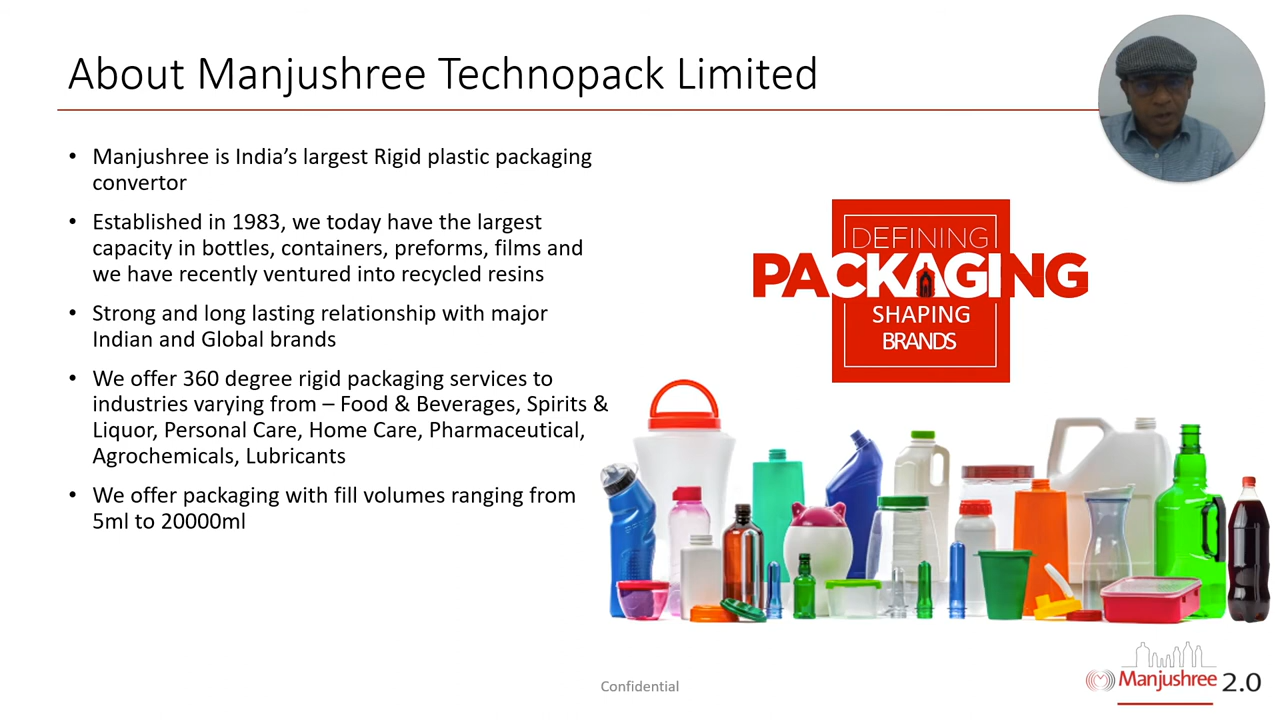 About Manjushree Technopack Limited
• Manjushree is India’s largest Rigid plastic packaging
convertor
• Established in 1983, we today have the largest
capacity in bottles, containers, preforms, films and
we have recently ventured into recycled resins
• Strong and long lasting relationship with major
Indian and Global brands
• We offer 360 degree rigid packaging services to
industries varying from – Food & Beverages, Spirits &
Liquor, Personal Care, Home Care, Pharmaceutical,
Agrochemicals, Lubricants
• We offer packaging with fill volumes ranging from
5ml to 20000ml
DEFINING
PACKAGING
SHAPING
BRANDS
Confidential
Manjushree 2.0